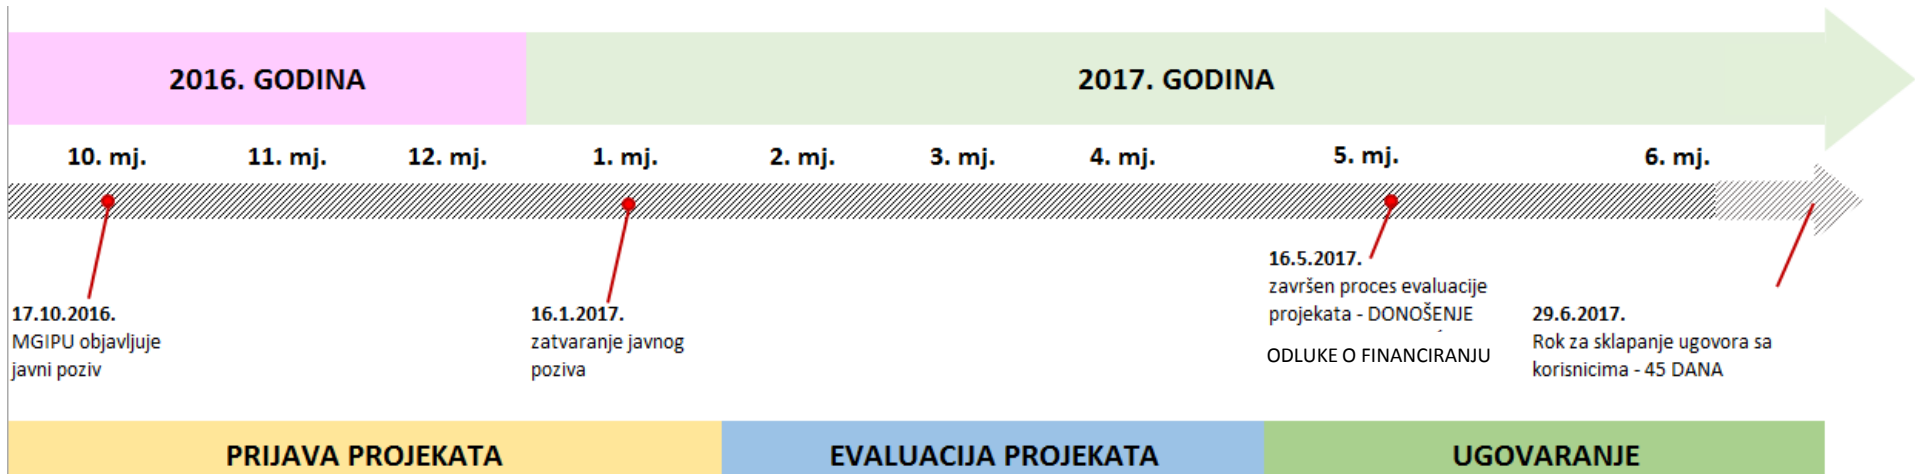 2016. GODINA
2017. GODINA
10. mj.
11. mj.
12. mj.
1. mj.
2. mj.
3. mj.
4. mj.
5. mj.
6. mj.
17.10.2016.
MGIPU objavljuje
javni poziv
16.1.2017.
zatvaranje javnog
poziva
16.5.2017.
završen proces evaluacije
projekata - DONOŠENJE
ODLUKE O FINANCIRANJU
29.6.2017.
Rok za sklapanje ugovora sa
korisnicima - 45 DANA
PRIJAVA PROJEKATA
EVALUACIJA PROJEKATA
UGOVARANJE